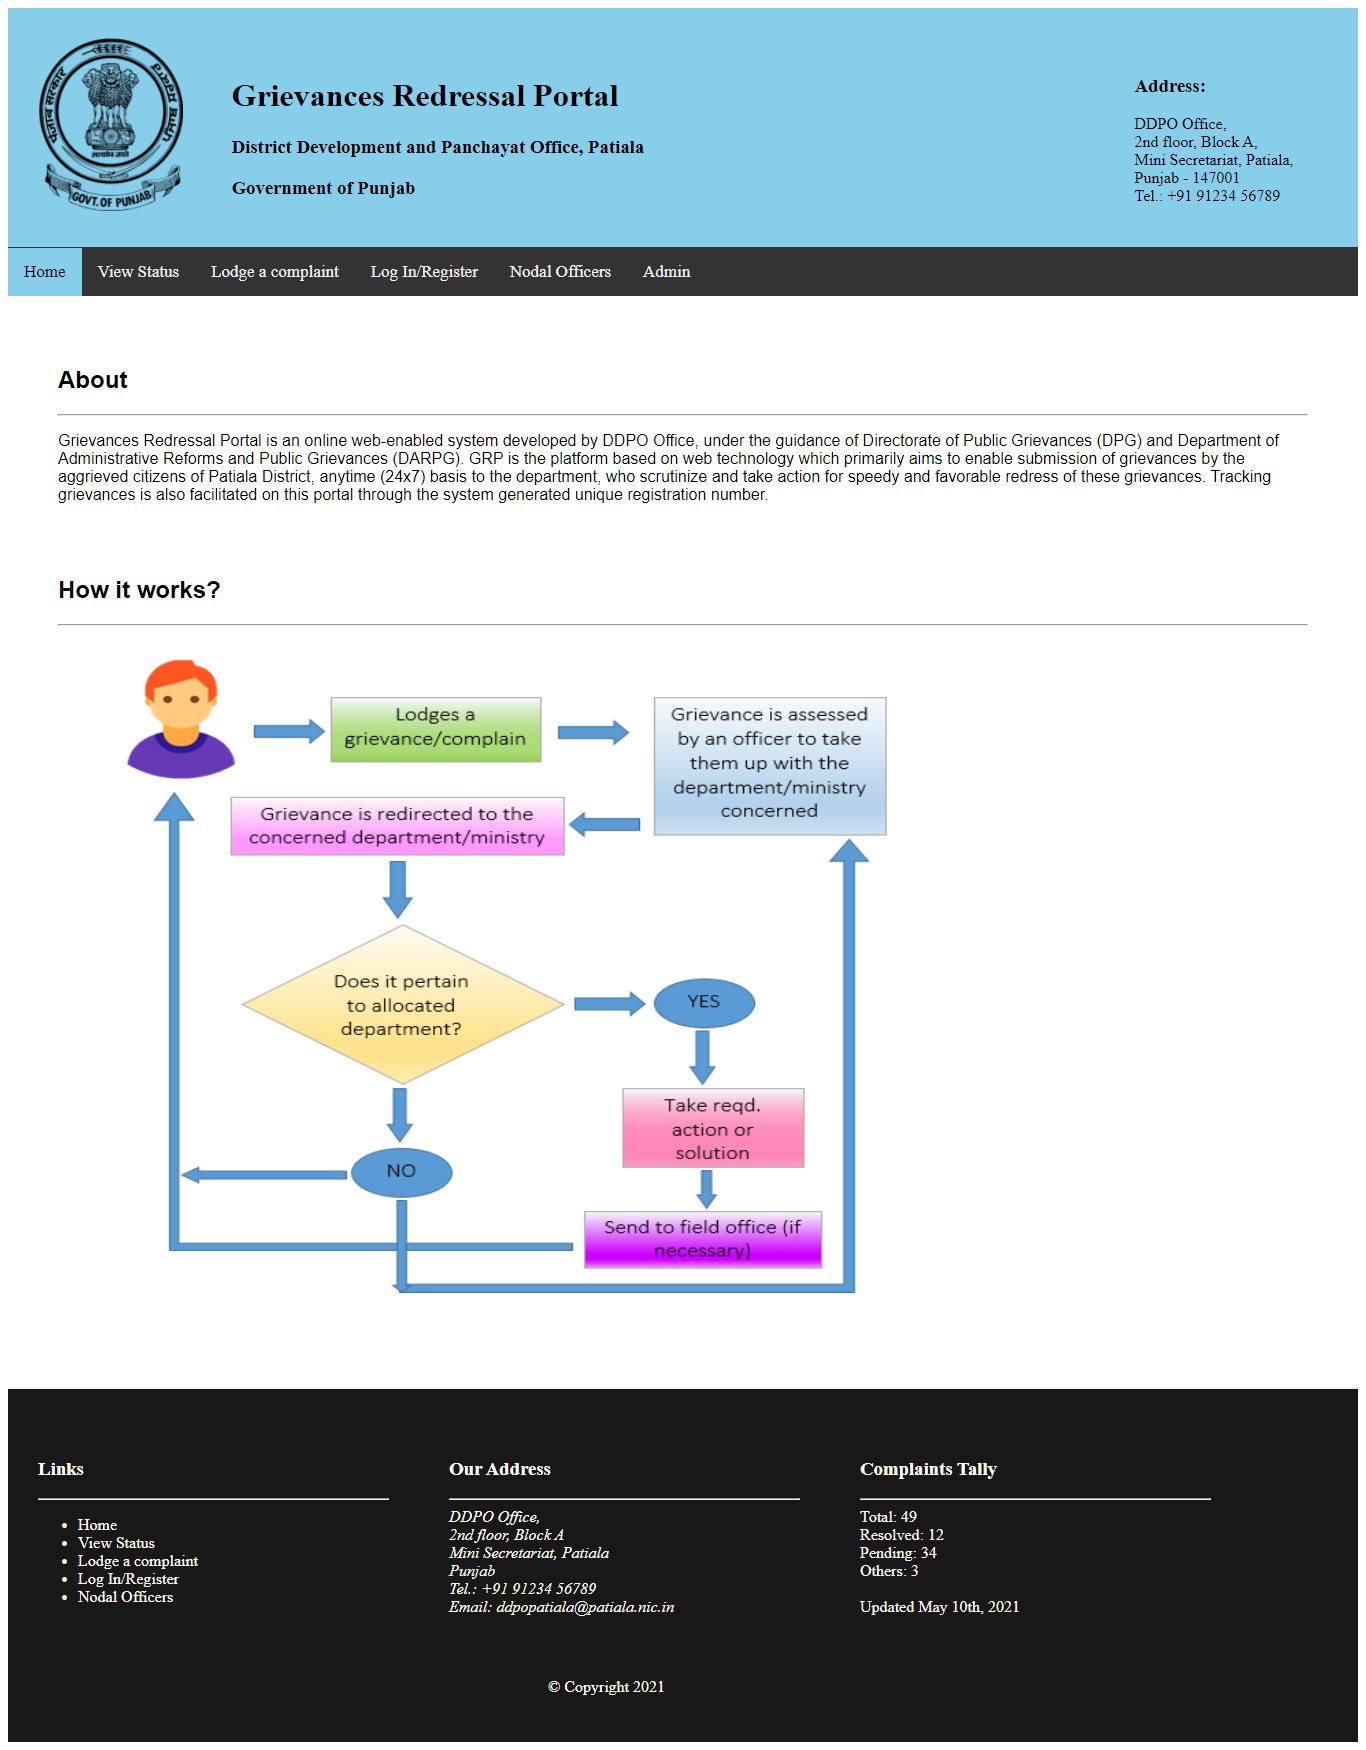 ਪੰਜਾਬ ਸਰਕਾਰ
सत्यमेव जयते
GOVT. OF PUNJAB
Grievances Redressal Portal
District Development and Panchayat Office, Patiala
Government of Punjab
Address:
DDPO Office,
2nd floor, Block A,
Mini Secretariat, Patiala,
Punjab - 147001
Tel.: +91 91234 56789
Home
View Status
Lodge a complaint
Log In/Register
Nodal Officers
Admin
About
Grievances Redressal Portal is an online web-enabled system developed by DDPO Office, under the guidance of Directorate of Public Grievances (DPG) and Department of
Administrative Reforms and Public Grievances (DARPG). GRP is the platform based on web technology which primarily aims to enable submission of grievances by the
aggrieved citizens of Patiala District, anytime (24x7) basis to the department, who scrutinize and take action for speedy and favorable redress of these grievances. Tracking
grievances is also facilitated on this portal through the system generated unique registration number.
How it works?
Lodges a
grievance/complain
Grievance is assessed
by an officer to take
them up with the
department/ministry
concerned
Grievance is redirected to the
concerned department/ministry
Does it pertain
to allocated
department?
YES
Take reqd.
action or
solution
NO
Send to field office (if
necessary)
Links
Home
View Status
Lodge a complaint
Log In/Register
Nodal Officers
Our Address
DDPO Office,
2nd floor, Block A
Mini Secretariat, Patiala
Punjab
Tel.: +91 91234 56789
Email: ddpopatiala@patiala.nic.in
Complaints Tally
Total: 49
Resolved: 12
Pending: 34
Others: 3
Updated May 10th, 2021
© Copyright 2021